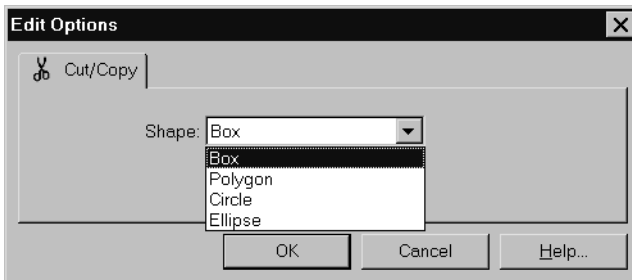 Edit Options
Cut/Copy
Shape: Box
Box
Polygon
Circle
Ellipse
OK Cancel Help...